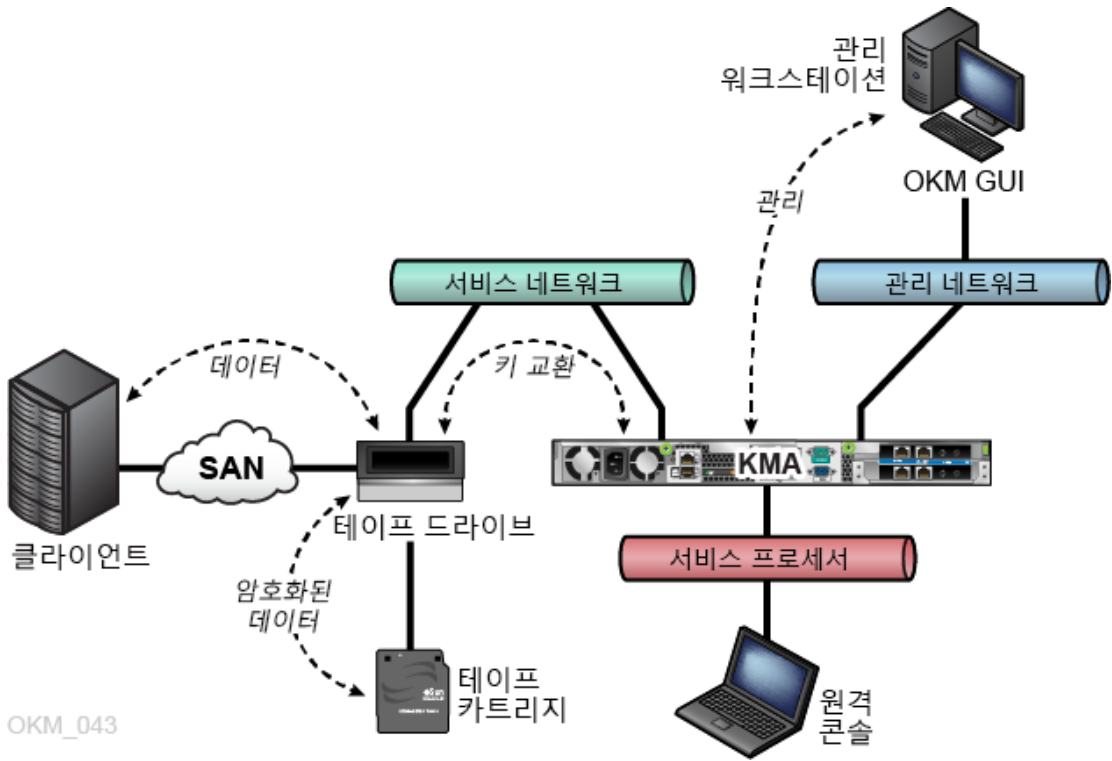 관리
워크스테이션
OKM GUI
관리
서비스 네트워크
관리 네트워크
데이터
키 교환
SAN
KMA
클라이언트
테이프 드라이브
서비스 프로세서
암호화된
데이터
테이프
카트리지
원격
콘솔
OKM_043